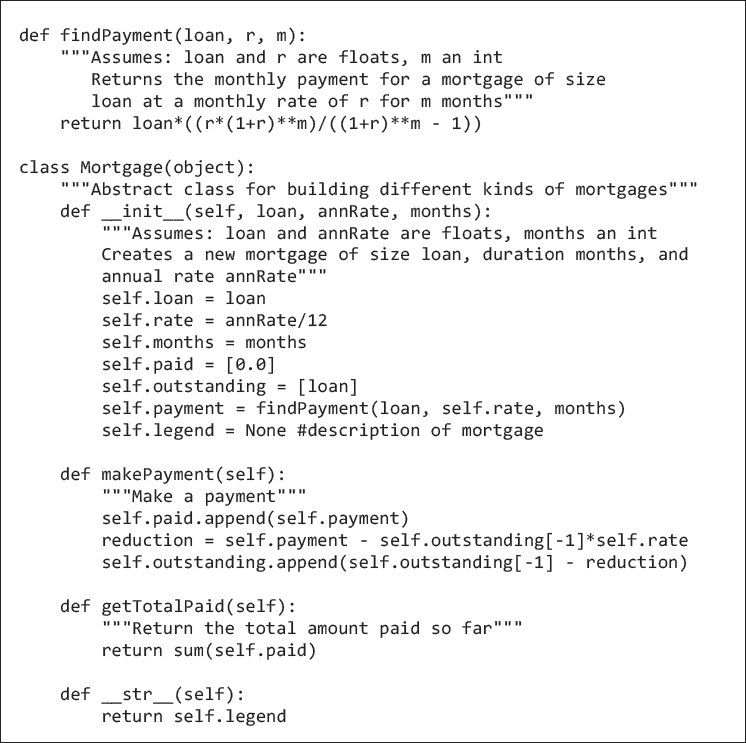 def findPayment(loan, r, m):
    """Assumes: loan and r are floats, m an int
       Returns the monthly payment for a mortgage of size
       loan at a monthly rate of r for m months"""
    return loan*((r*(1+r)**m)/((1+r)**m - 1))

class Mortgage(object):
    """Abstract class for building different kinds of mortgages"""
    def __init__(self, loan, annRate, months):
        """Assumes: loan and annRate are floats, months an int
        Creates a new mortgage of size loan, duration months, and
        annual rate annRate"""
        self.loan = loan
        self.rate = annRate/12
        self.months = months
        self.paid = [0.0]
        self.outstanding = [loan]
        self.payment = findPayment(loan, self.rate, months)
        self.legend = None #description of mortgage

    def makePayment(self):
        """Make a payment"""
        self.paid.append(self.payment)
        reduction = self.payment - self.outstanding[-1]*self.rate
        self.outstanding.append(self.outstanding[-1] - reduction)

    def getTotalPaid(self):
        """Return the total amount paid so far"""
        return sum(self.paid)

    def __str__(self):
        return self.legend